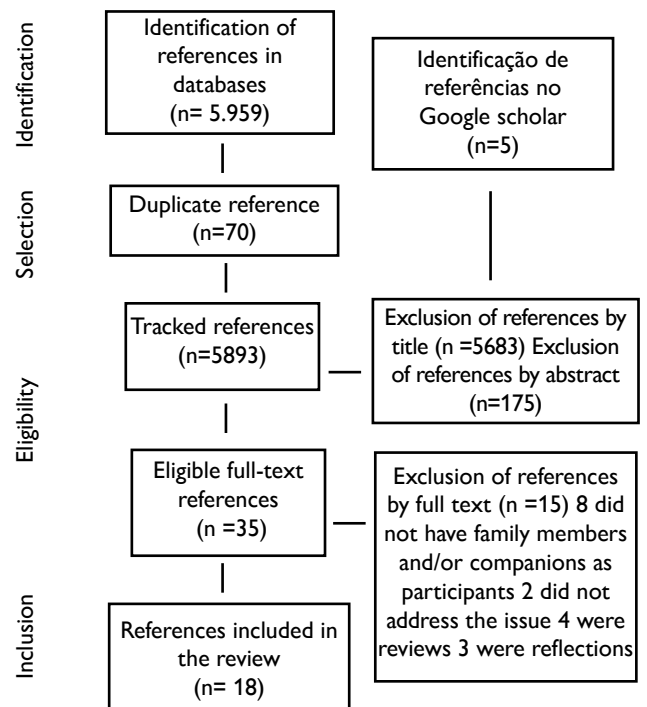 Identification
Identification of
references in
databases
(n= 5.959)
Identificação de
referências no
Google scholar
(n=5)
Selection
Duplicate reference
(n=70)
Eligibility
Tracked references
(n=5893)
Exclusion of references by
title (n =5683) Exclusion
of references by abstract
(n=175)
Eligible full-text
references
(n =35)
Exclusion of references
by full text (n =15) 8 did
not have family members
and/or companions as
participants 2 did not
address the issue 4 were
reviews 3 were reflections
Inclusion
References included in
the review
(n= 18)